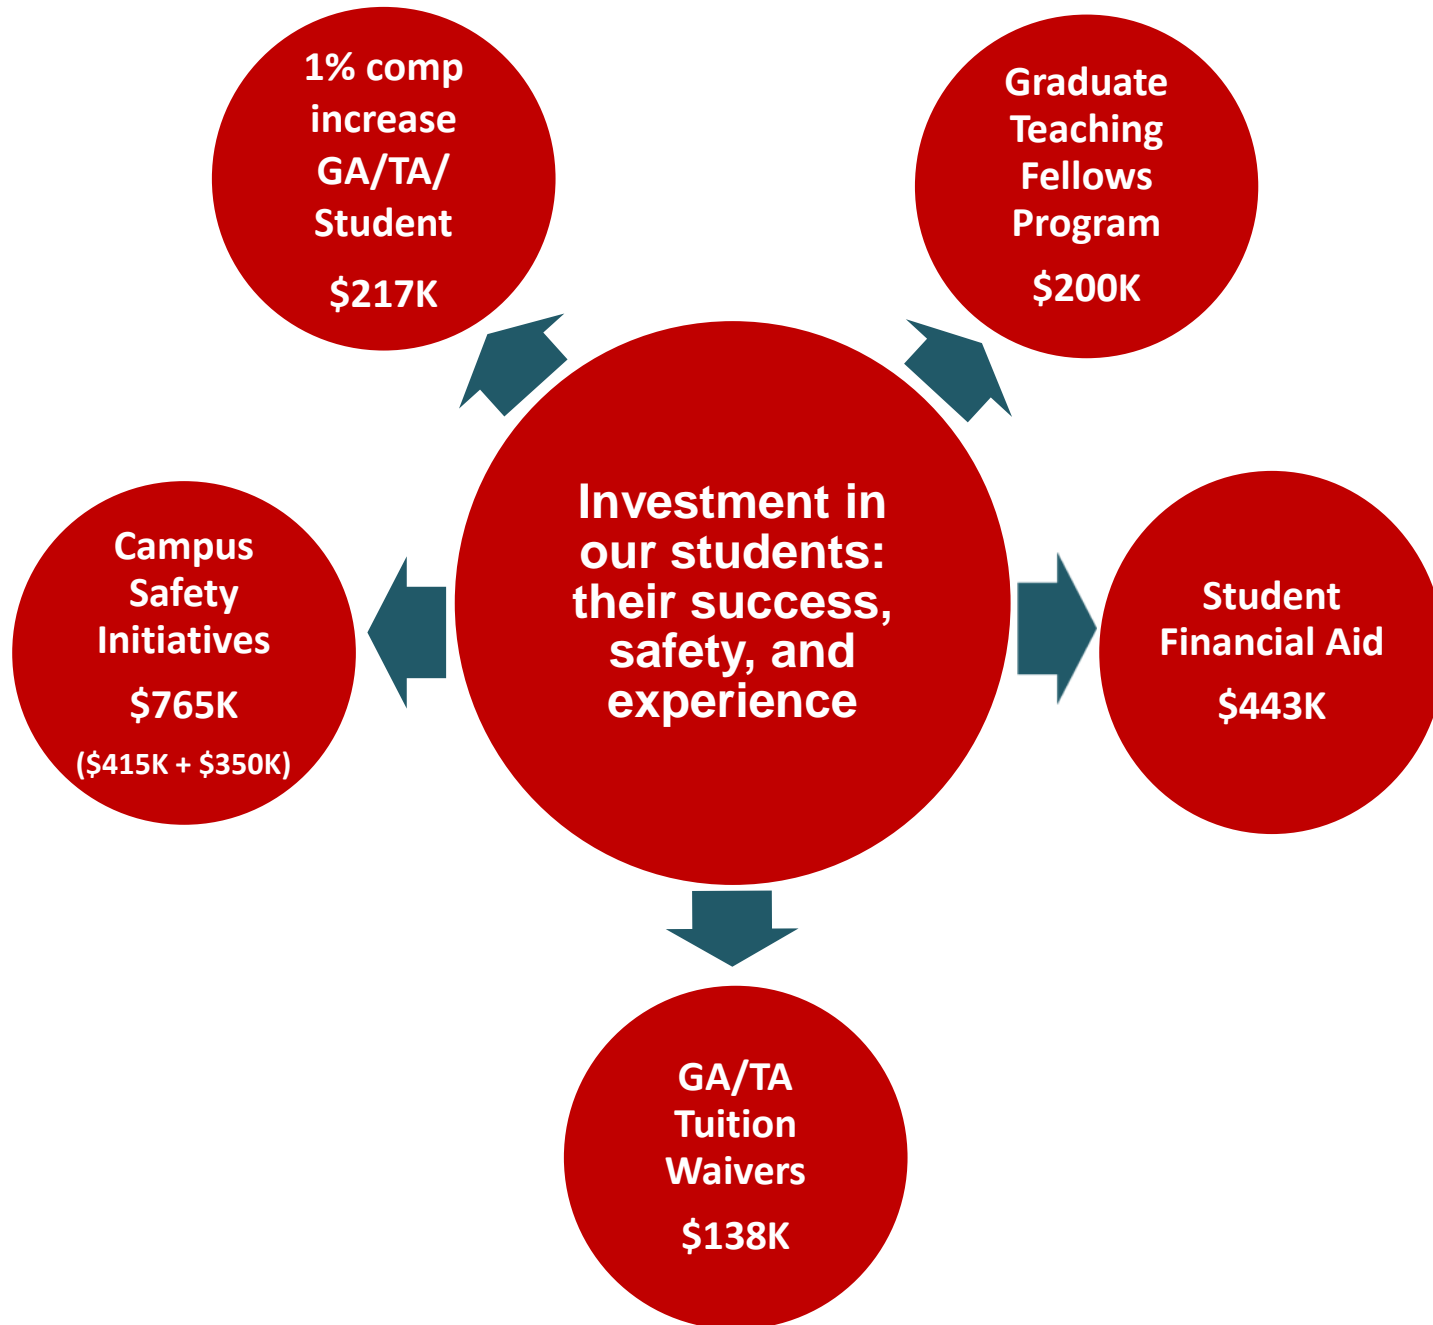 1% comp
increase
GA/TA/
Student
$217K
Graduate
Teaching
Fellows
Program
$200K
Investment in
our students:
their success,
safety, and
experience
Campus
Safety
Initiatives
$765K
($415K + $350K)
Student
Financial Aid
$443K
GA/TA
Tuition
Waivers
$138K